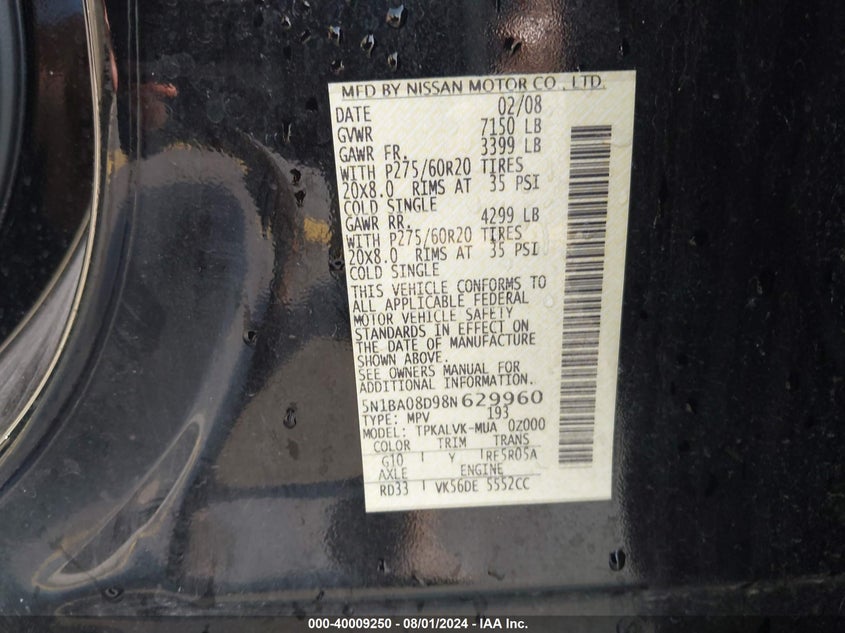 MFD BY NISSAN MOTOR CO., LTD.
DATE 02/08
GVWR 7150 LB
GAWR FR. 3399 LB
WITH P275/60R20 TIRES
20X8.0 RIMS AT 35 PSI
COLD SINGLE
GAWR RR. 4299 LB
WITH P275/60R20 TIRES
20X8.0 RIMS AT 35 PSI
COLD SINGLE
THIS VEHICLE CONFORMS TO
ALL APPLICABLE FEDERAL
MOTOR VEHICLE SAFETY
STANDARDS IN EFFECT ON
THE DATE OF MANUFACTURE
SHOWN ABOVE.
SEE OWNERS MANUAL FOR
ADDITIONAL INFORMATION.
5N1BA08D98N629960
TYPE: MPV 193
MODEL: TPKALVK-MUA 0Z000
COLOR TRIM TRANS
G10 Y RE5R05A
AXLE ENGINE
RD33 VK56DE 5552CC
000-40009250 - 08/01/2024 - IAA Inc.